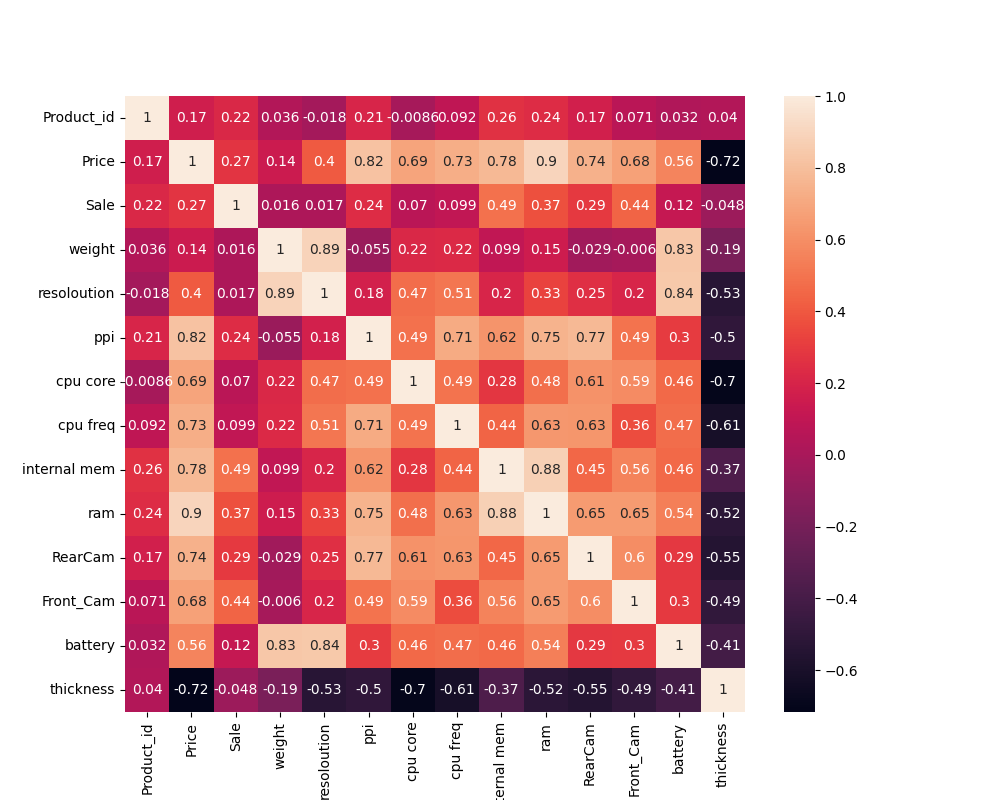 Product_id 1 0.17 0.22 0.036 -0.018 0.21 -0.0086 0.092 0.26 0.24 0.17 0.071 0.032 0.04
Price 0.17 1 0.27 0.14 0.4 0.82 0.69 0.73 0.78 0.9 0.74 0.68 0.56 -0.72
Sale 0.22 0.27 1 0.016 0.017 0.24 0.07 0.099 0.49 0.37 0.29 0.44 0.12 -0.048
weight 0.036 0.14 0.016 1 0.89 -0.055 0.22 0.22 0.099 0.15 -0.029 -0.006 0.83 -0.19
resoloution -0.018 0.4 0.017 0.89 1 0.18 0.47 0.51 0.2 0.33 0.25 0.2 0.84 -0.53
ppi 0.21 0.82 0.24 -0.055 0.18 1 0.49 0.71 0.62 0.75 0.77 0.49 0.3 -0.5
cpu core -0.0086 0.69 0.07 0.22 0.47 0.49 1 0.49 0.28 0.48 0.61 0.59 0.46 -0.7
cpu freq 0.092 0.73 0.099 0.22 0.51 0.71 0.49 1 0.44 0.63 0.63 0.36 0.47 -0.61
internal mem 0.26 0.78 0.49 0.099 0.2 0.62 0.28 0.44 1 0.88 0.45 0.56 0.46 -0.37
ram 0.24 0.9 0.37 0.15 0.33 0.75 0.48 0.63 0.88 1 0.65 0.65 0.54 -0.52
RearCam 0.17 0.74 0.29 -0.029 0.25 0.77 0.61 0.63 0.45 0.65 1 0.6 0.29 -0.55
Front_Cam 0.071 0.68 0.44 -0.006 0.2 0.49 0.59 0.36 0.56 0.65 0.6 1 0.3 -0.49
battery 0.032 0.56 0.12 0.83 0.84 0.3 0.46 0.47 0.46 0.54 0.29 0.3 1 -0.41
thickness 0.04 -0.72 -0.048 -0.19 -0.53 -0.5 -0.7 -0.61 -0.37 -0.52 -0.55 -0.49 -0.41 1
Product_id
Price
Sale
weight
resoloution
ppi
cpu core
cpu freq
ternal mem
ram
RearCam
Front_Cam
battery
thickness
1.0
0.8
0.6
0.4
0.2
0.0
−0.2
−0.4
−0.6